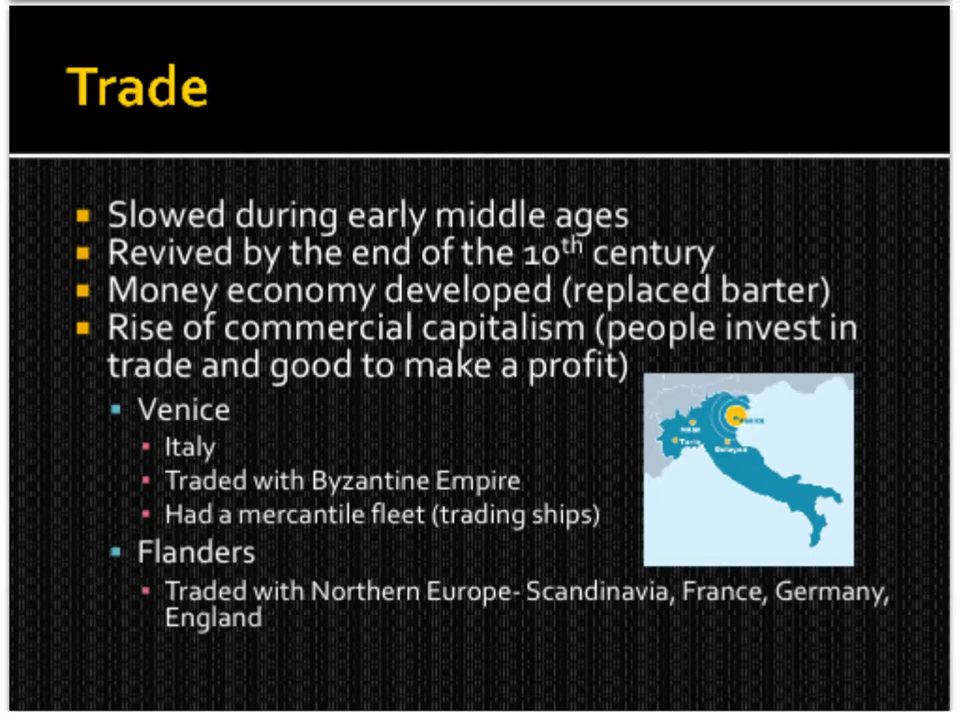 Trade
Slowed during early middle ages
Revived by the end of the 10th century
Money economy developed (replaced barter)
Rise of commercial capitalism (people invest in
trade and good to make a profit)
Venice
Italy
Traded with Byzantine Empire
Had a mercantile fleet (trading ships)
Flanders
Traded with Northern Europe- Scandinavia, France, Germany,
England